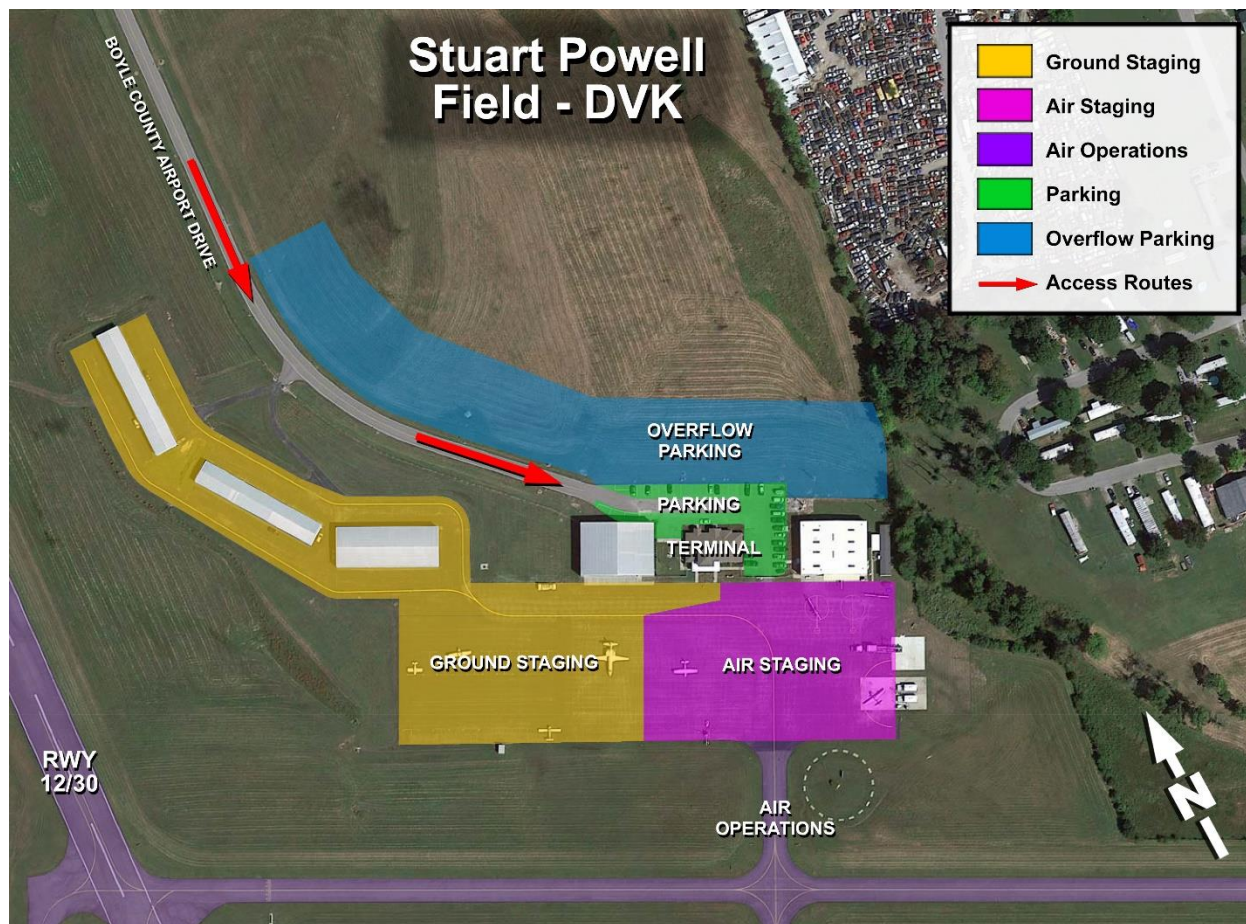 Stuart Powell
Field - DVK
BOYLE COUNTY AIRPORT DRIVE
Ground Staging
Air Staging
Air Operations
Parking
Overflow Parking
Access Routes
OVERFLOW
PARKING
PARKING
TERMINAL
GROUND STAGING
AIR STAGING
RWY
12/30
AIR
OPERATIONS
N